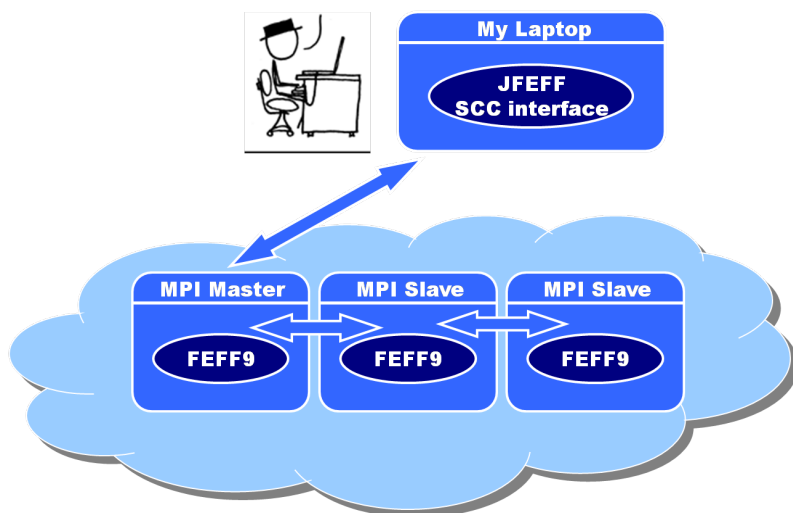 My Laptop
JFEFF
SCC interface
MPI Master
MPI Slave
MPI Slave
FEFF9
FEFF9
FEFF9